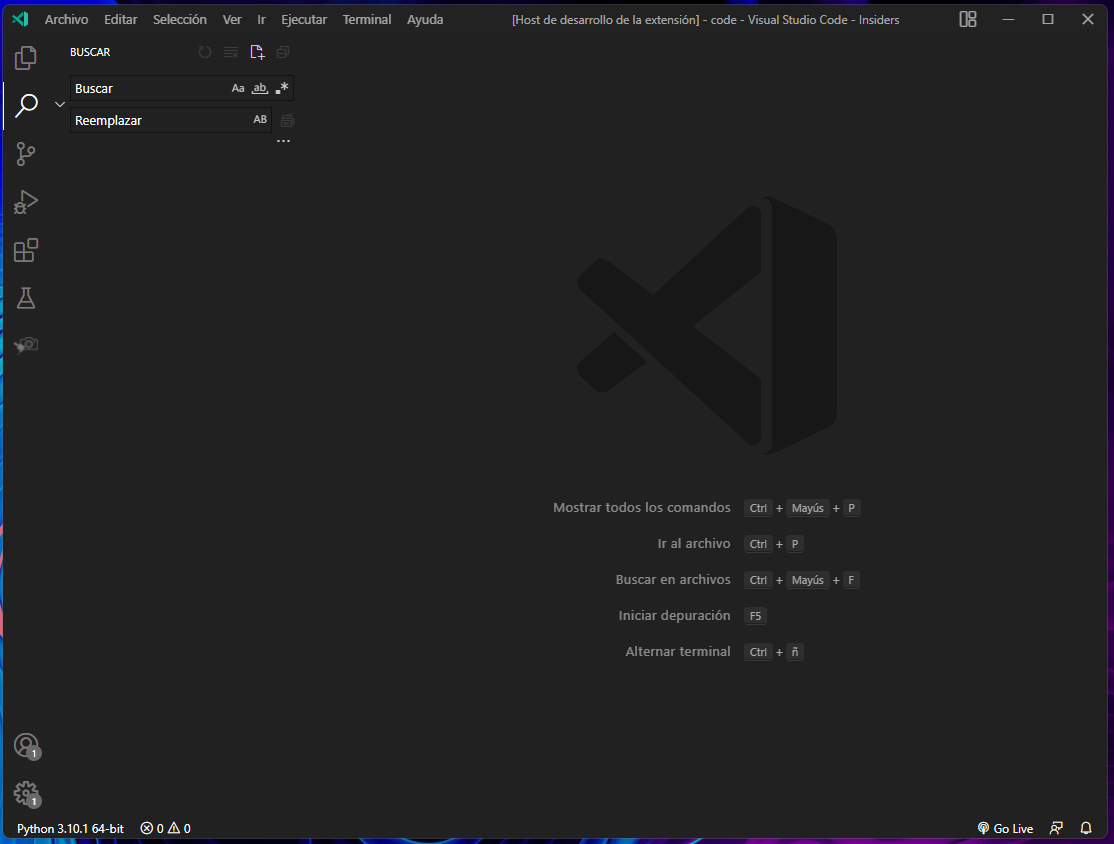 Archivo Editar Selección Ver Ir Ejecutar Terminal Ayuda [Host de desarrollo de la extensión] - code - Visual Studio Code - Insiders
BUSCAR
Buscar Aa ab .*
Reemplazar AB
...
Mostrar todos los comandos Ctrl + Mayús + P
Ir al archivo Ctrl + P
Buscar en archivos Ctrl + Mayús + F
Iniciar depuración F5
Alternar terminal Ctrl + ñ
1
1
Python 3.10.1 64-bit 0 0 Go Live